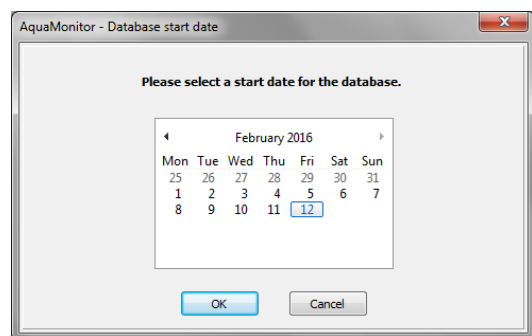 AquaMonitor - Database start date
Please select a start date for the database.
February 2016
Mon Tue Wed Thu Fri Sat Sun
25 26 27 28 29 30 31
1 2 3 4 5 6 7
8 9 10 11 12
OK Cancel